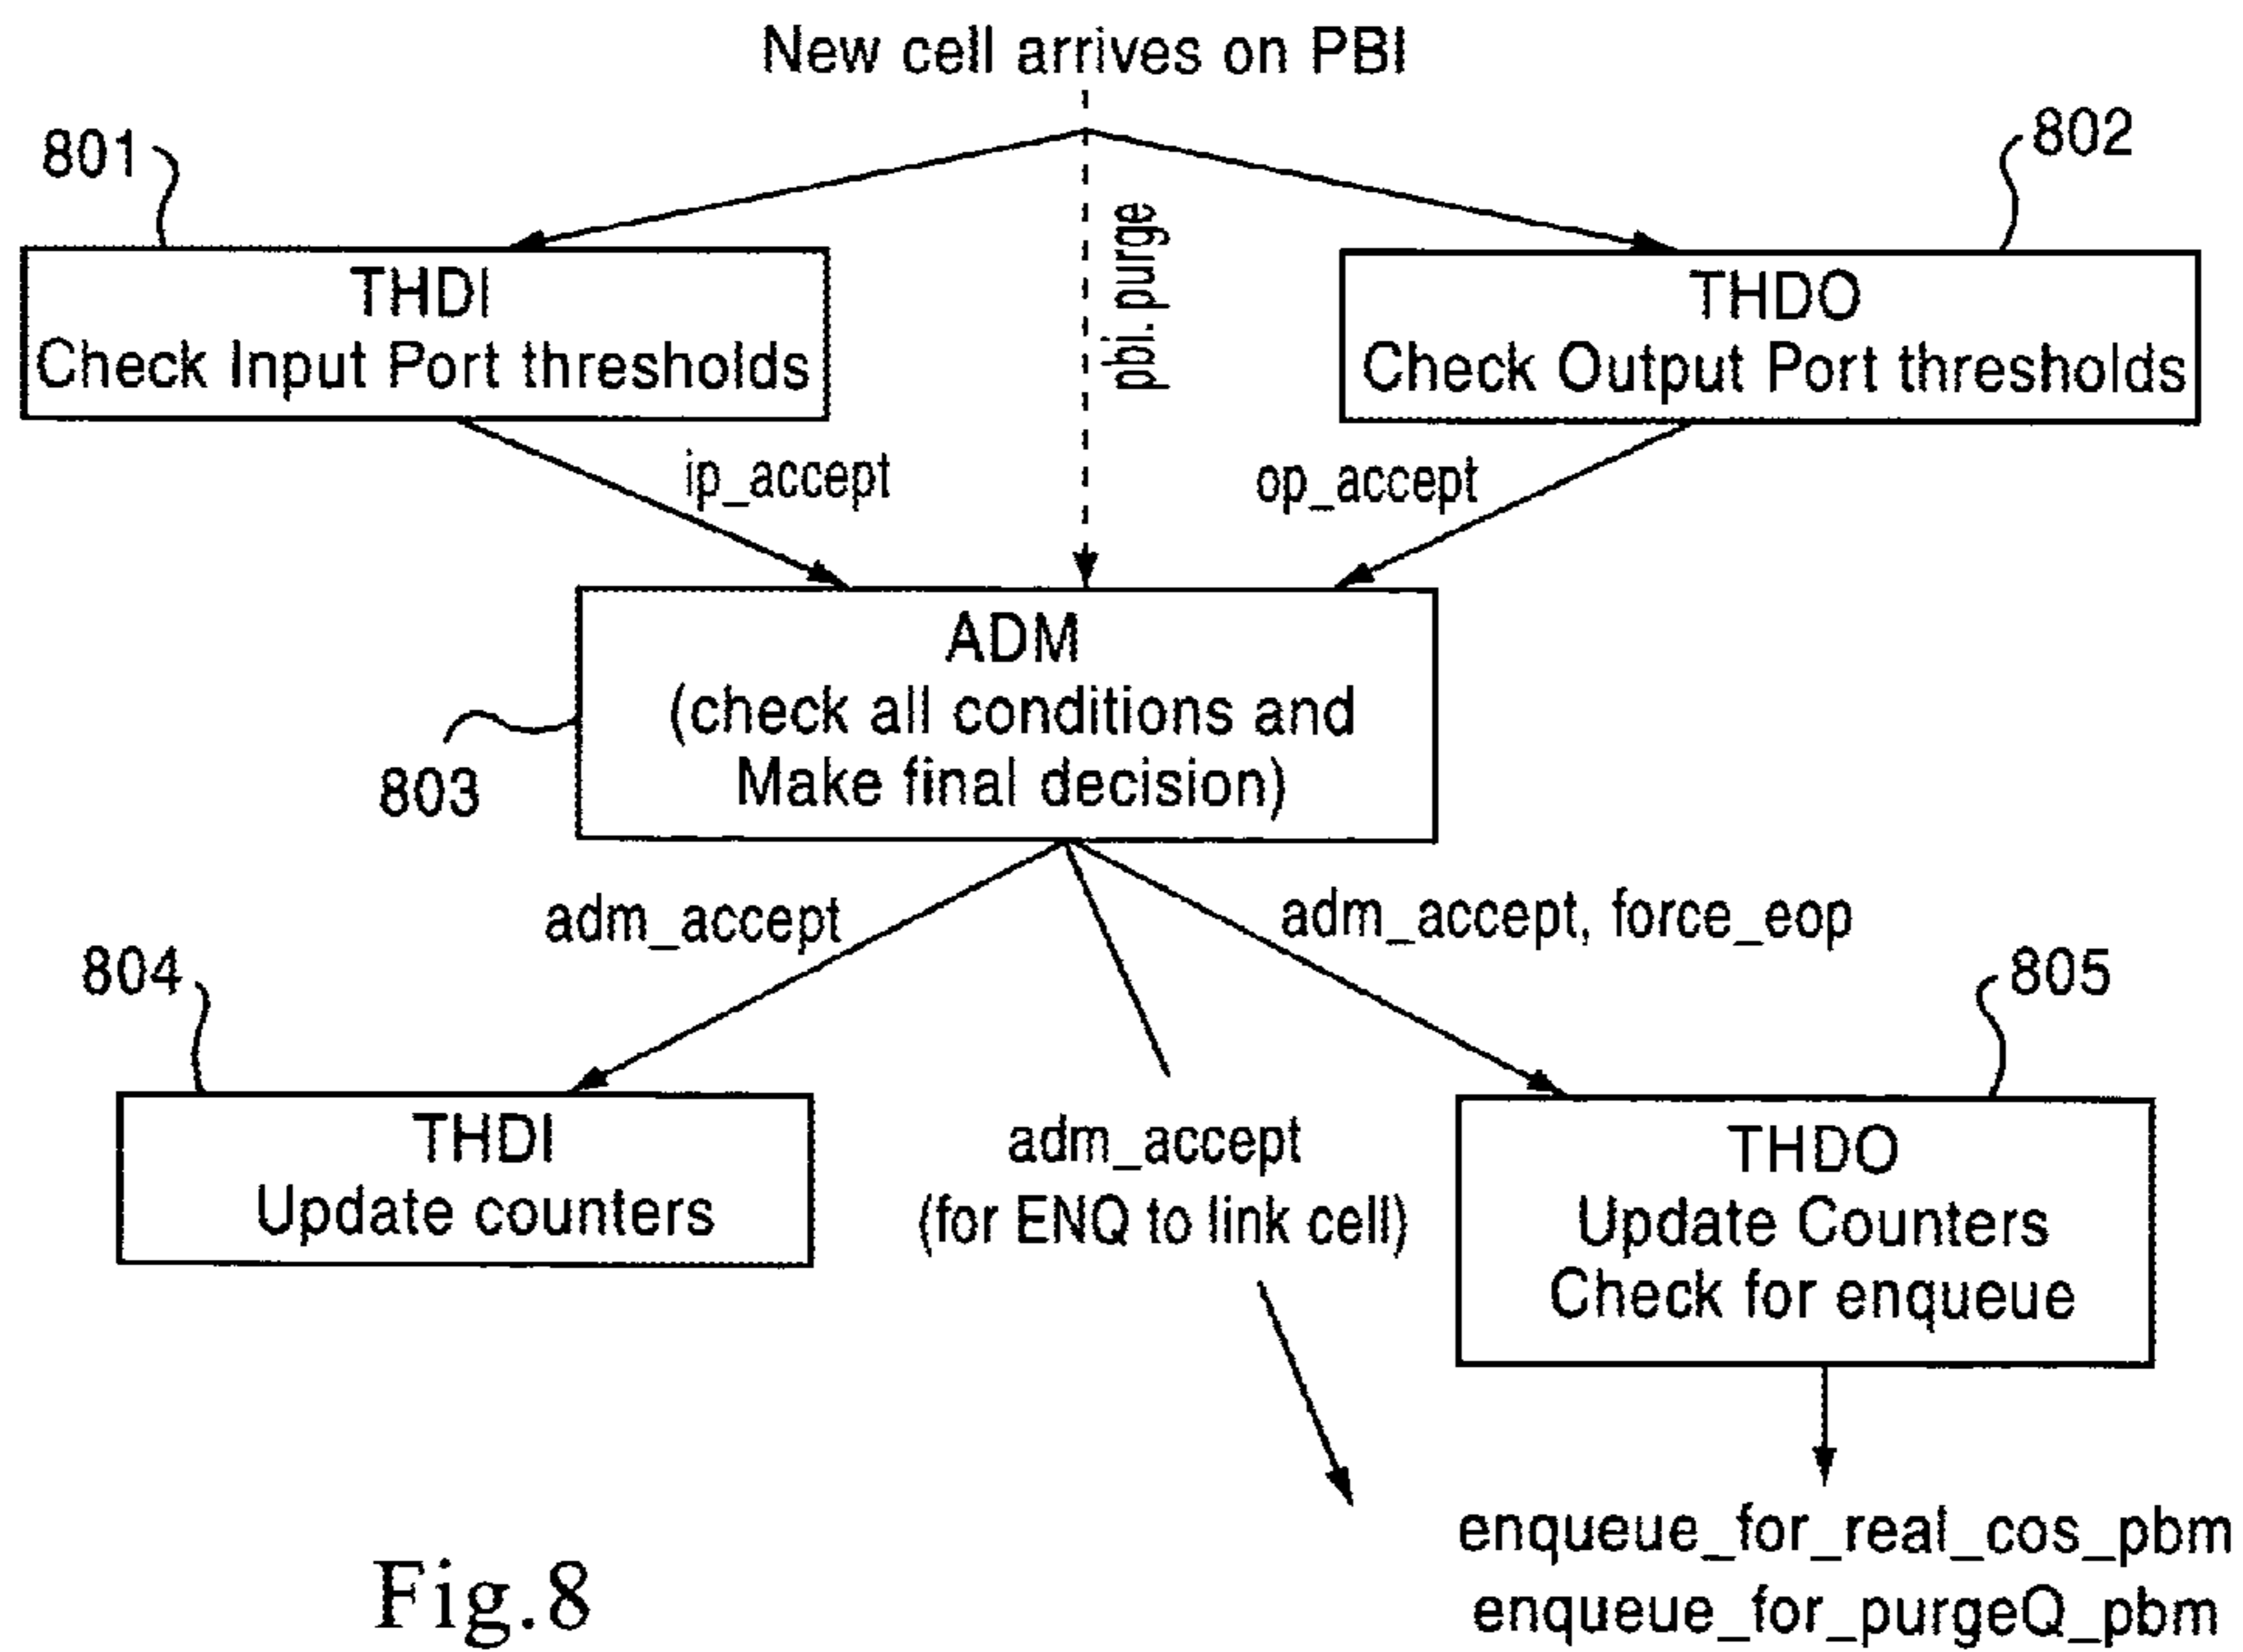 New cell arrives on PBI
801
802
THDI
Check Input Port thresholds
pbi.purge
THDO
Check Output Port thresholds
ip_accept
op_accept
ADM
(check all conditions and
Make final decision)
803
adm_accept
adm_accept, force_eop
804
805
THDI
Update counters
adm_accept
(for ENQ to link cell)
THDO
Update Counters
Check for enqueue
enqueue_for_real_cos_pbm
enqueue_for_purgeQ_pbm
Fig.8